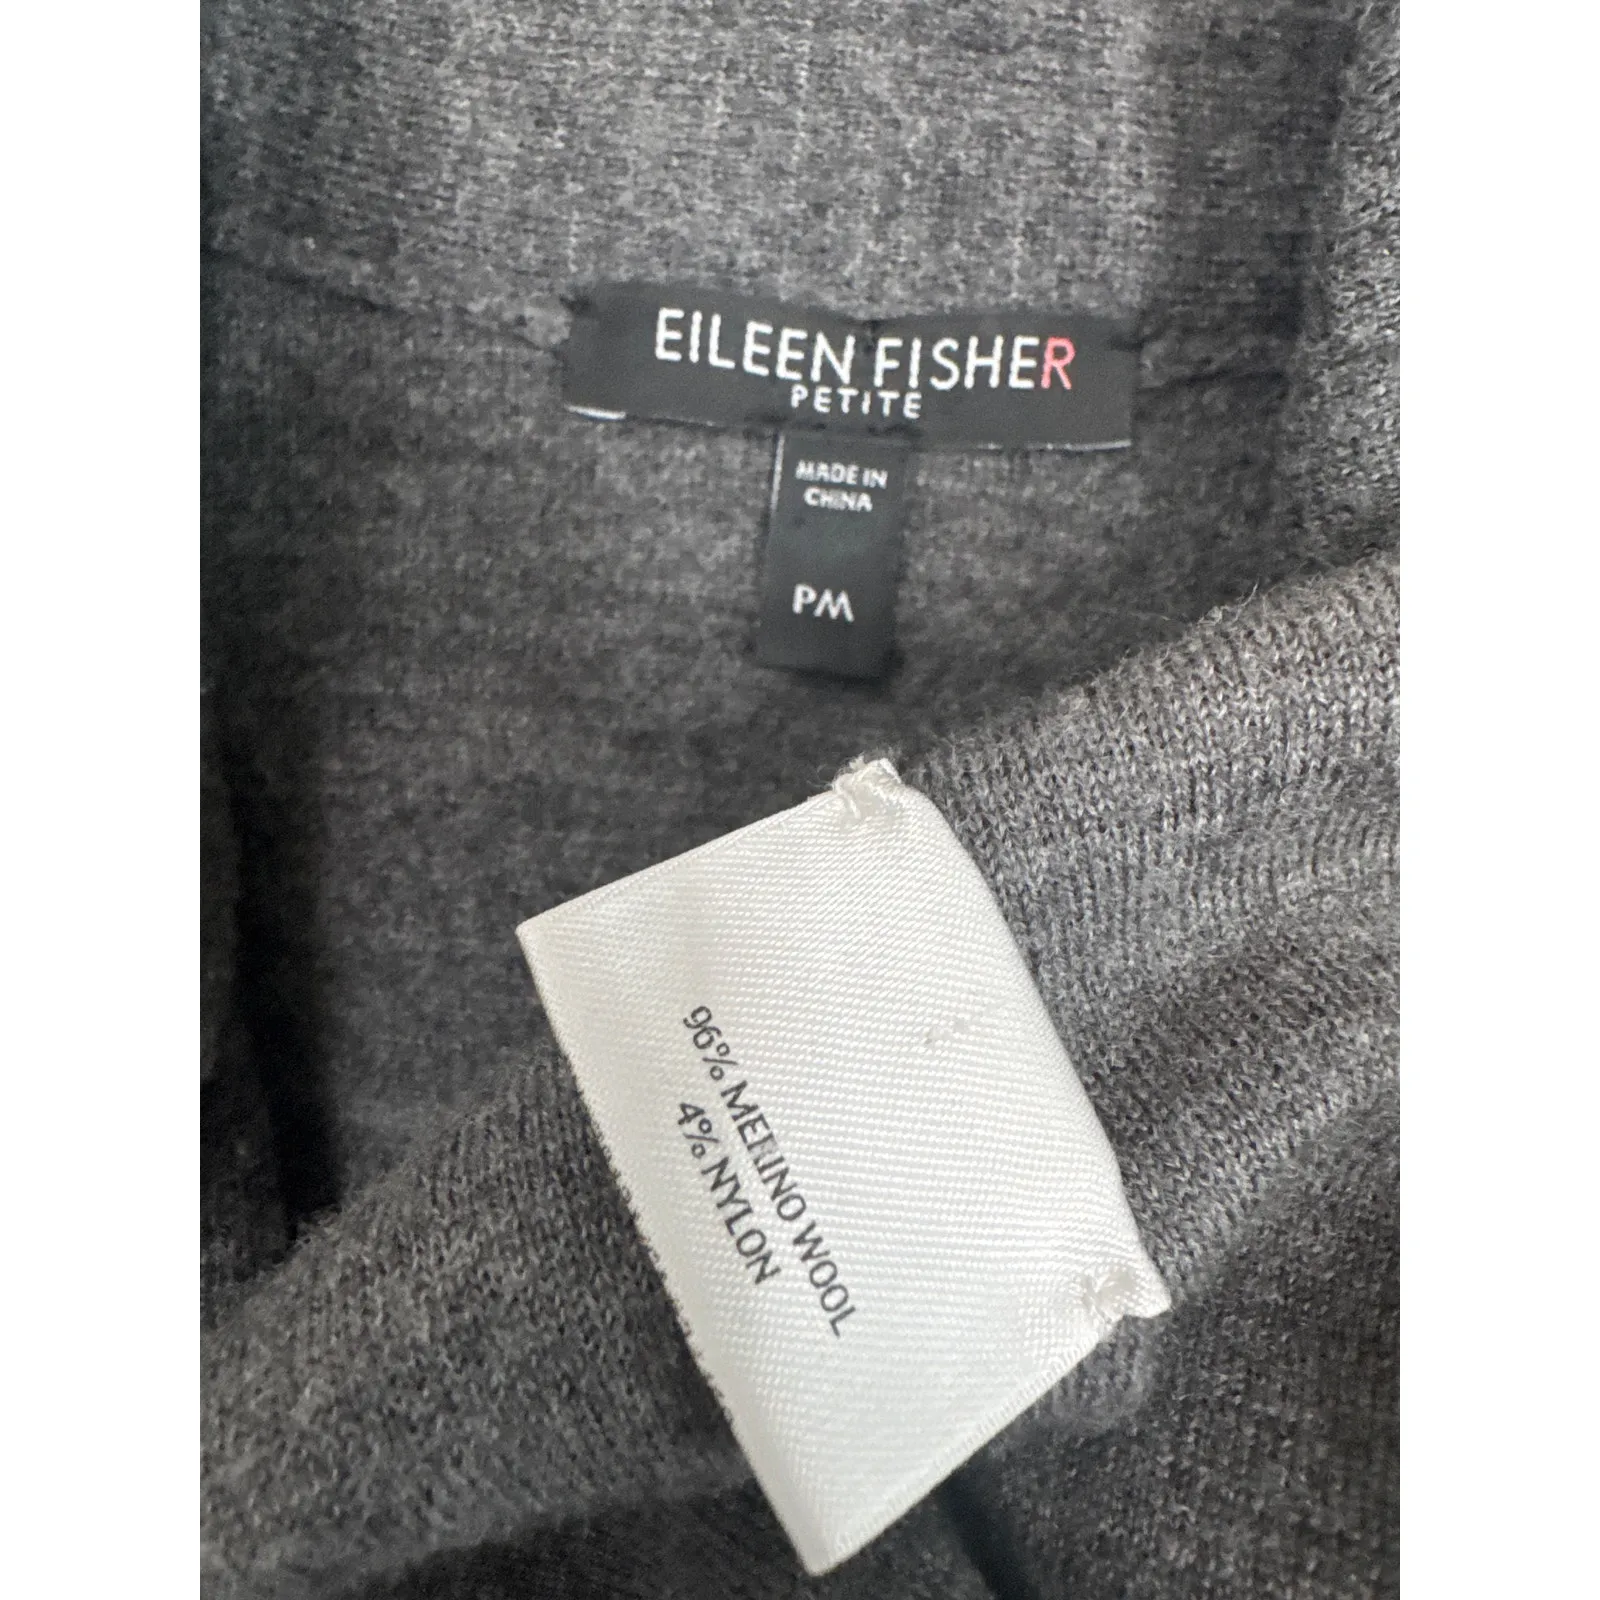 EILEEN FISHER
PETITE
MADE IN
CHINA
PM
96% MERINO WOOL
4% NYLON